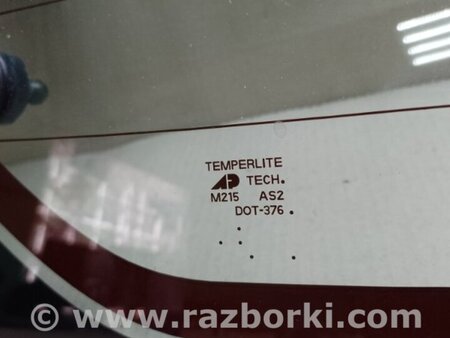 TEMPERLITE
AP TECH.
M215 AS2
DOT-376
© www.razborki.com